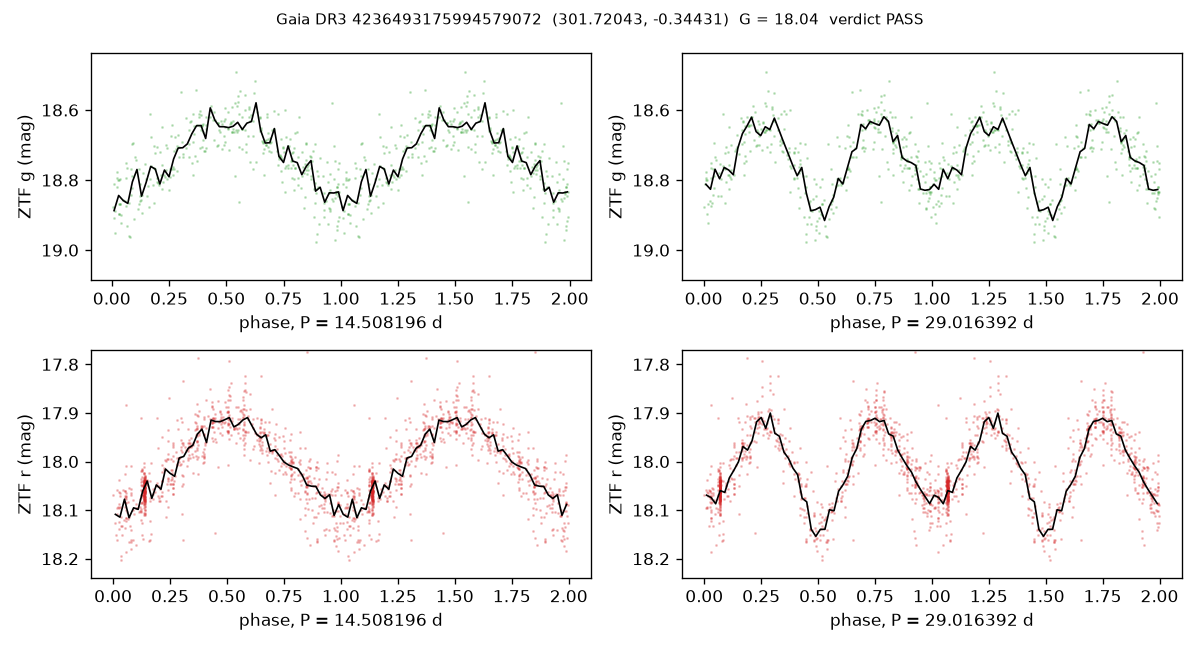 Gaia DR3 4236493175994579072 (301.72043, -0.34431) G = 18.04 verdict PASS
ZTF g (mag)
18.6
18.8
19.0
0.00 0.25 0.50 0.75 1.00 1.25 1.50 1.75 2.00
phase, P = 14.508196 d
ZTF g (mag)
18.6
18.8
19.0
0.00 0.25 0.50 0.75 1.00 1.25 1.50 1.75 2.00
phase, P = 29.016392 d
ZTF r (mag)
17.8
17.9
18.0
18.1
18.2
0.00 0.25 0.50 0.75 1.00 1.25 1.50 1.75 2.00
phase, P = 14.508196 d
ZTF r (mag)
17.8
17.9
18.0
18.1
18.2
0.00 0.25 0.50 0.75 1.00 1.25 1.50 1.75 2.00
phase, P = 29.016392 d